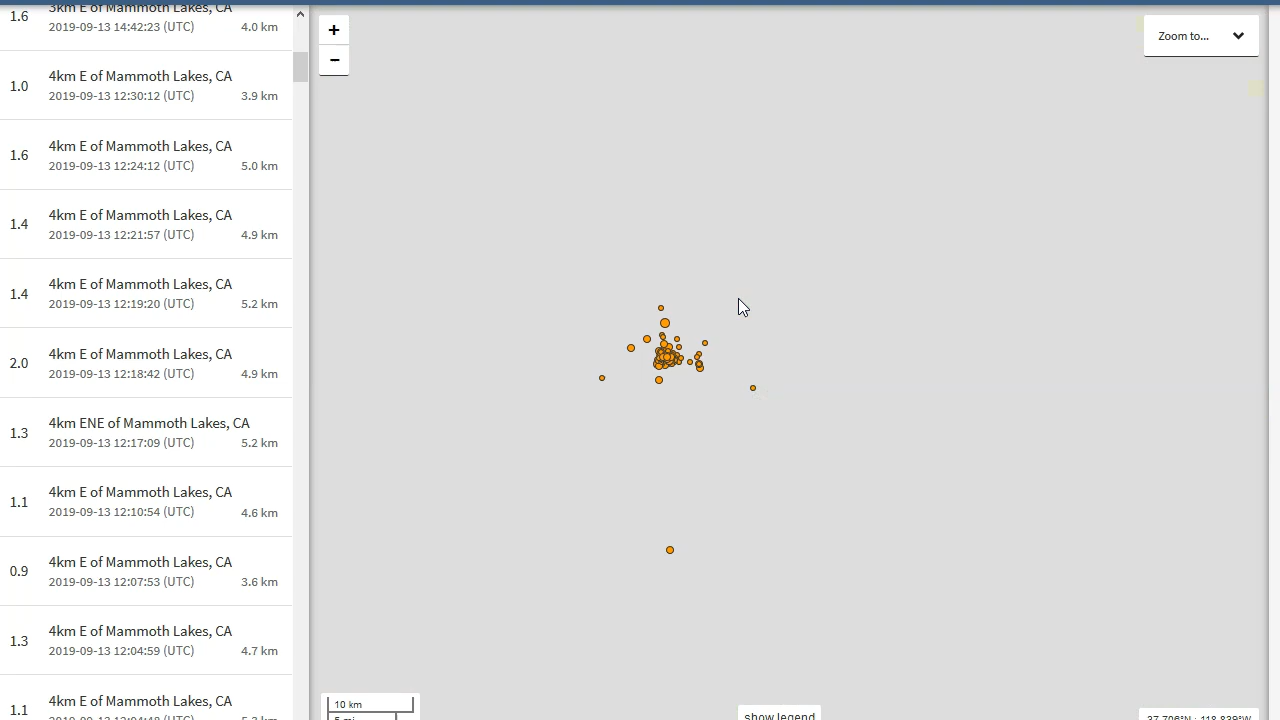 1.6
3km E of Mammoth Lakes, CA
2019-09-13 14:42:23 (UTC) 4.0 km
1.0
4km E of Mammoth Lakes, CA
2019-09-13 12:30:12 (UTC) 3.9 km
1.6
4km E of Mammoth Lakes, CA
2019-09-13 12:24:12 (UTC) 5.0 km
1.4
4km E of Mammoth Lakes, CA
2019-09-13 12:21:57 (UTC) 4.9 km
1.4
4km E of Mammoth Lakes, CA
2019-09-13 12:19:20 (UTC) 5.2 km
2.0
4km E of Mammoth Lakes, CA
2019-09-13 12:18:42 (UTC) 4.9 km
1.3
4km ENE of Mammoth Lakes, CA
2019-09-13 12:17:09 (UTC) 5.2 km
1.1
4km E of Mammoth Lakes, CA
2019-09-13 12:10:54 (UTC) 4.6 km
0.9
4km E of Mammoth Lakes, CA
2019-09-13 12:07:53 (UTC) 3.6 km
1.3
4km E of Mammoth Lakes, CA
2019-09-13 12:04:59 (UTC) 4.7 km
1.1
4km E of Mammoth Lakes, CA
2019-09-13 (UTC) km
+
−
Zoom to...
10 km
5 mi
show legend